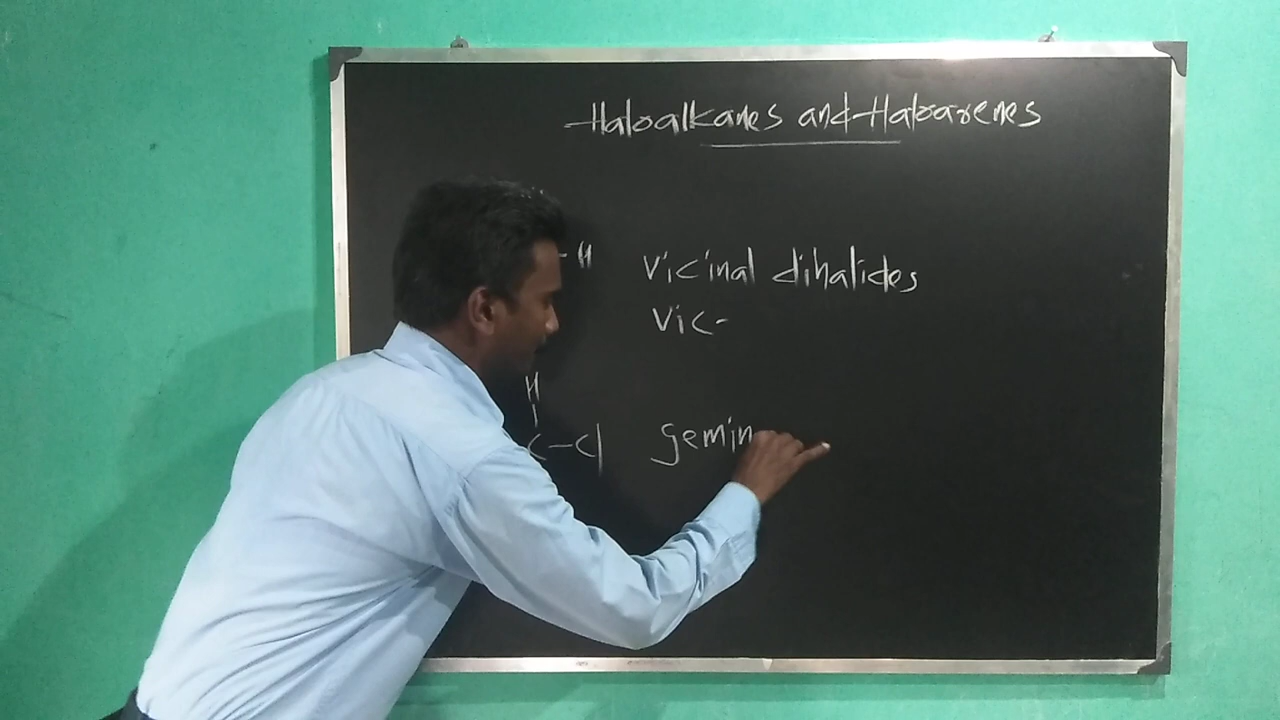 Haloalkanes and Haloarenes
-H Vicinal dihalides
Vic-
H
C-Cl gemin